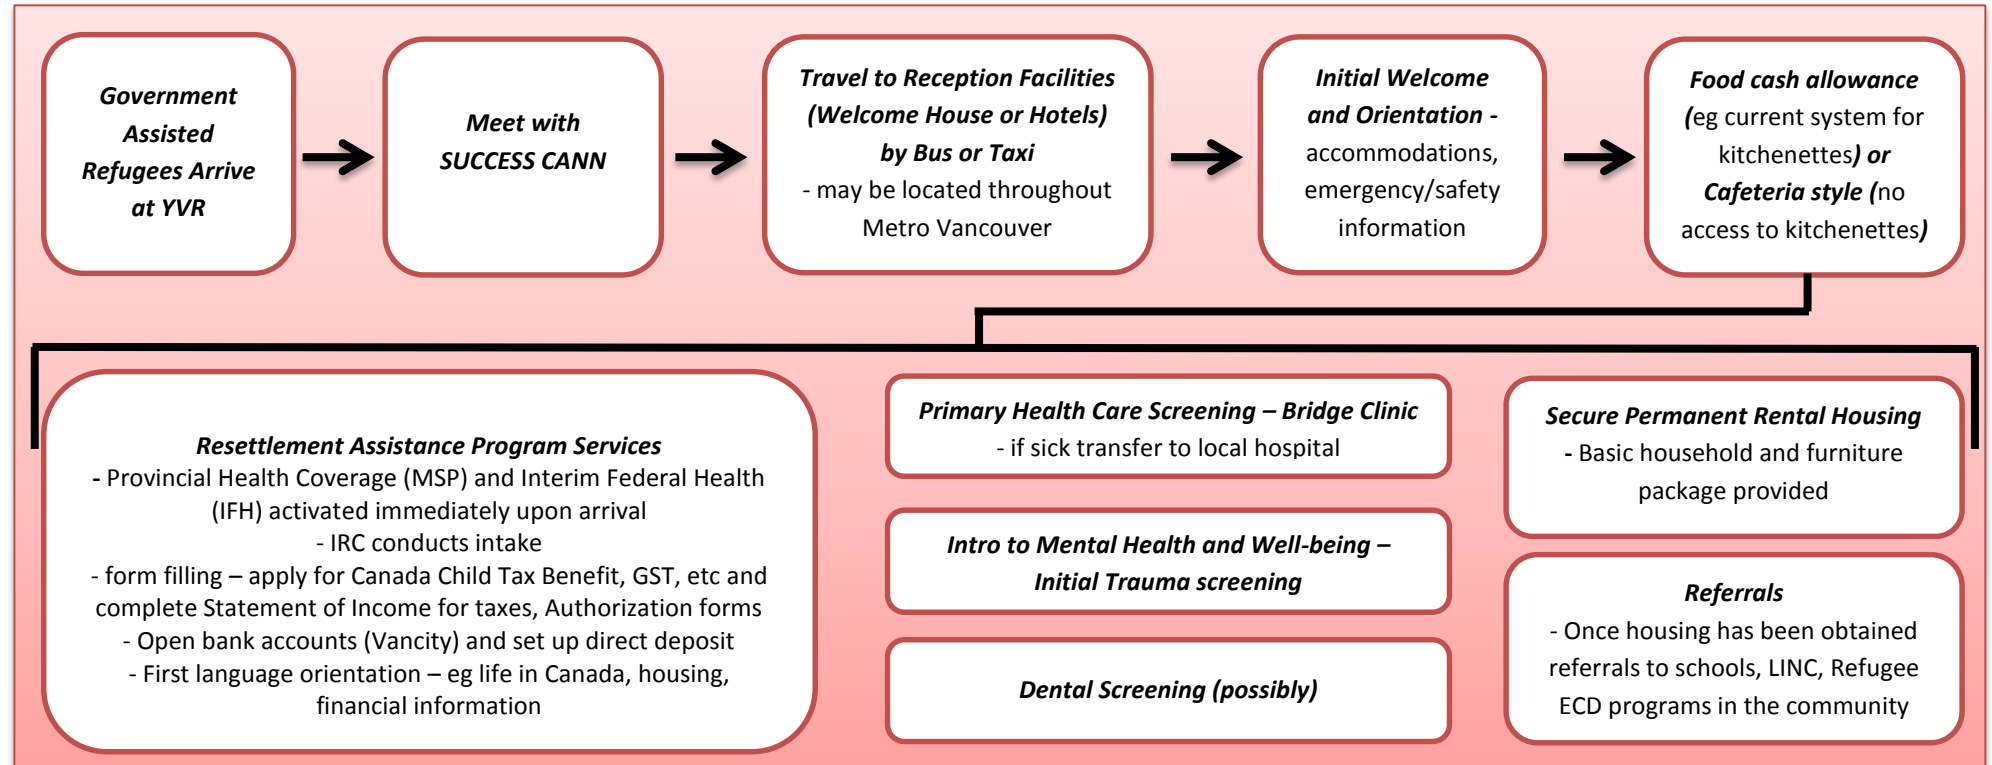 Government
Assisted
Refugees Arrive
at YVR
Meet with
SUCCESS CANN
Travel to Reception Facilities
(Welcome House or Hotels)
by Bus or Taxi
- may be located throughout
Metro Vancouver
Initial Welcome
and Orientation -
accommodations,
emergency/safety
information
Food cash allowance
(eg current system for
kitchenettes) or
Cafeteria style (no
access to kitchenettes)
Resettlement Assistance Program Services
- Provincial Health Coverage (MSP) and Interim Federal Health
(IFH) activated immediately upon arrival
- IRC conducts intake
- form filling – apply for Canada Child Tax Benefit, GST, etc and
complete Statement of Income for taxes, Authorization forms
- Open bank accounts (Vancity) and set up direct deposit
- First language orientation – eg life in Canada, housing,
financial information
Primary Health Care Screening – Bridge Clinic
- if sick transfer to local hospital
Intro to Mental Health and Well-being –
Initial Trauma screening
Dental Screening (possibly)
Secure Permanent Rental Housing
- Basic household and furniture
package provided
Referrals
- Once housing has been obtained
referrals to schools, LINC, Refugee
ECD programs in the community